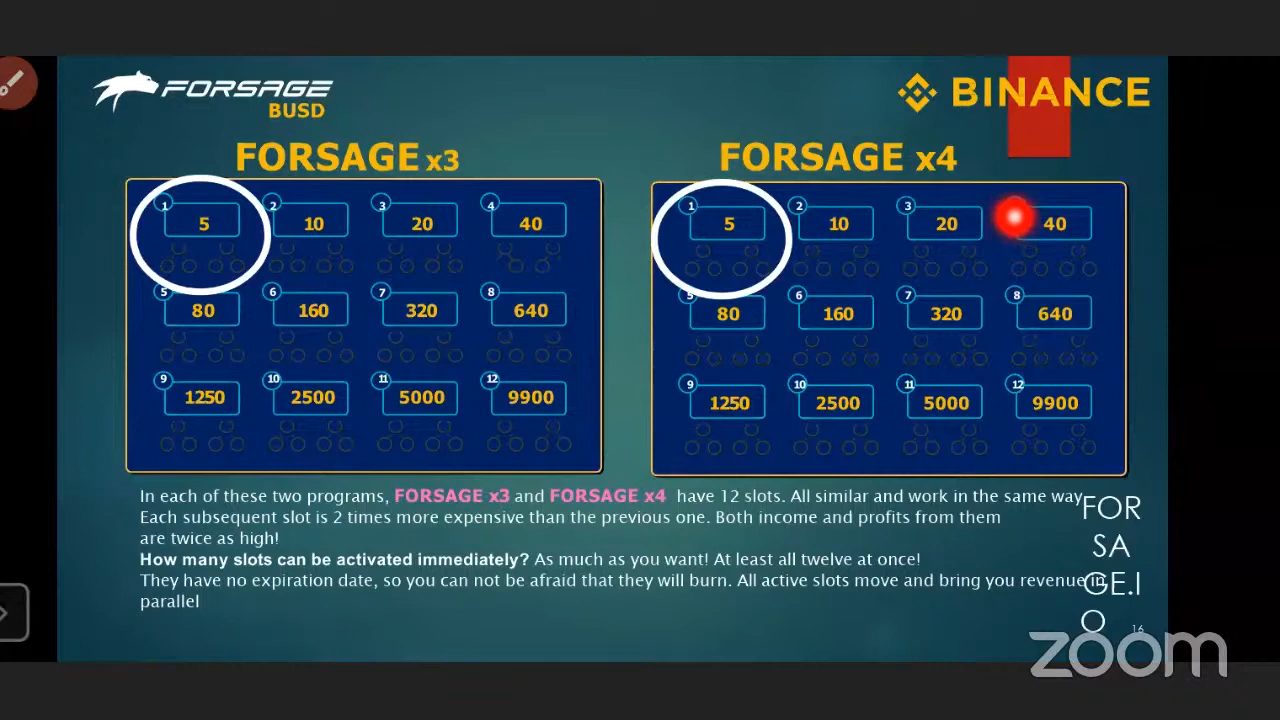 FORSAGE
BUSD
BINANCE
FORSAGE x3
FORSAGE x4
1 5
2 10
3 20
4 40
5 80
6 160
7 320
8 640
9 1250
10 2500
11 5000
12 9900
1 5
2 10
3 20
40
5 80
6 160
7 320
8 640
9 1250
10 2500
11 5000
12 9900
In each of these two programs, FORSAGE x3 and FORSAGE x4 have 12 slots. All similar and work in the same way,
Each subsequent slot is 2 times more expensive than the previous one. Both income and profits from them
are twice as high!
How many slots can be activated immediately? As much as you want! At least all twelve at once!
They have no expiration date, so you can not be afraid that they will burn. All active slots move and bring you revenue in
parallel
FOR
SA
GE.I
O
16
zoom